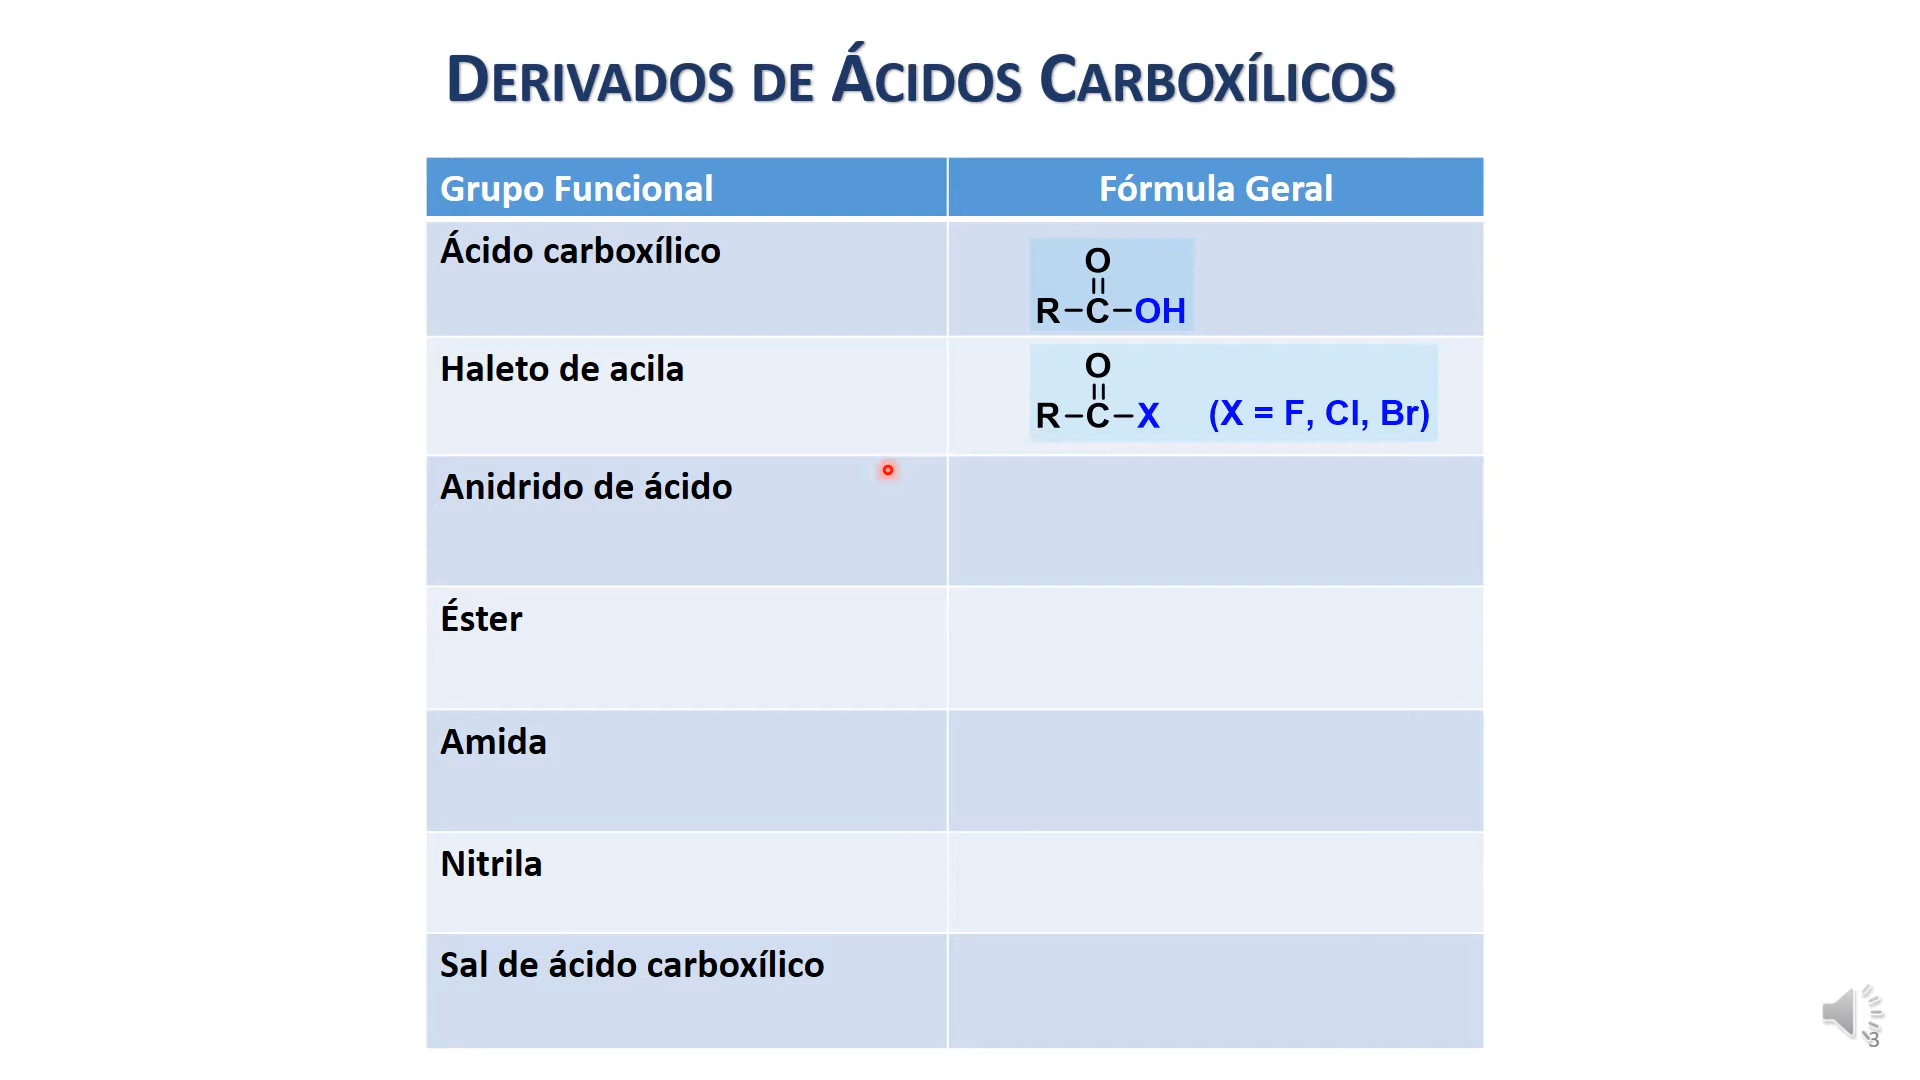 DERIVADOS DE ÁCIDOS CARBOXÍLICOS
Grupo Funcional
Fórmula Geral
Ácido carboxílico
O
R–C–OH
Haleto de acila
O
R–C–X (X = F, Cl, Br)
Anidrido de ácido
Éster
Amida
Nitrila
Sal de ácido carboxílico
3